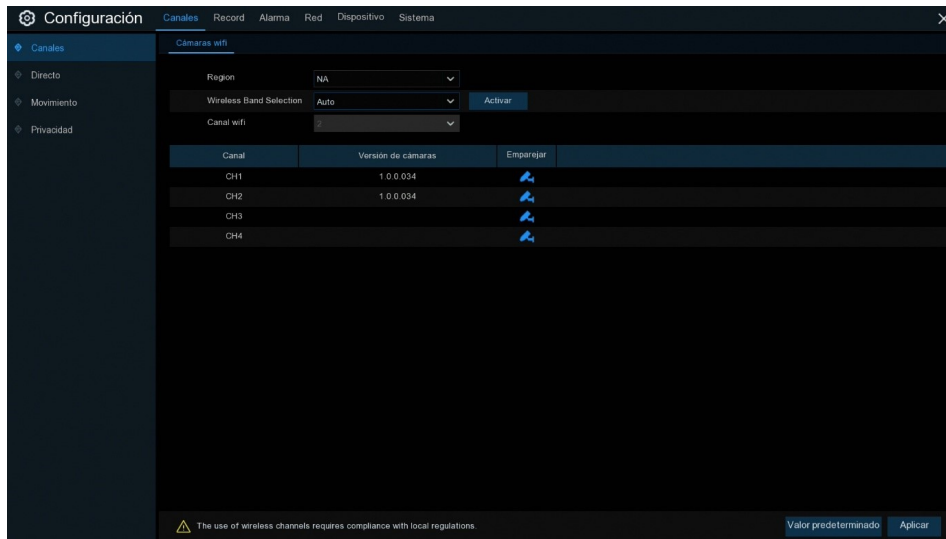 Configuración Canales Record Alarma Red Dispositivo Sistema
Canales
Directo
Movimiento
Privacidad
Cámaras wifi
Region NA
Wireless Band Selection Auto Activar
Canal wifi 2
Canal Versión de cámaras Emparejar
CH1 1.0.0.034
CH2 1.0.0.034
CH3
CH4
The use of wireless channels requires compliance with local regulations.
Valor predeterminado Aplicar